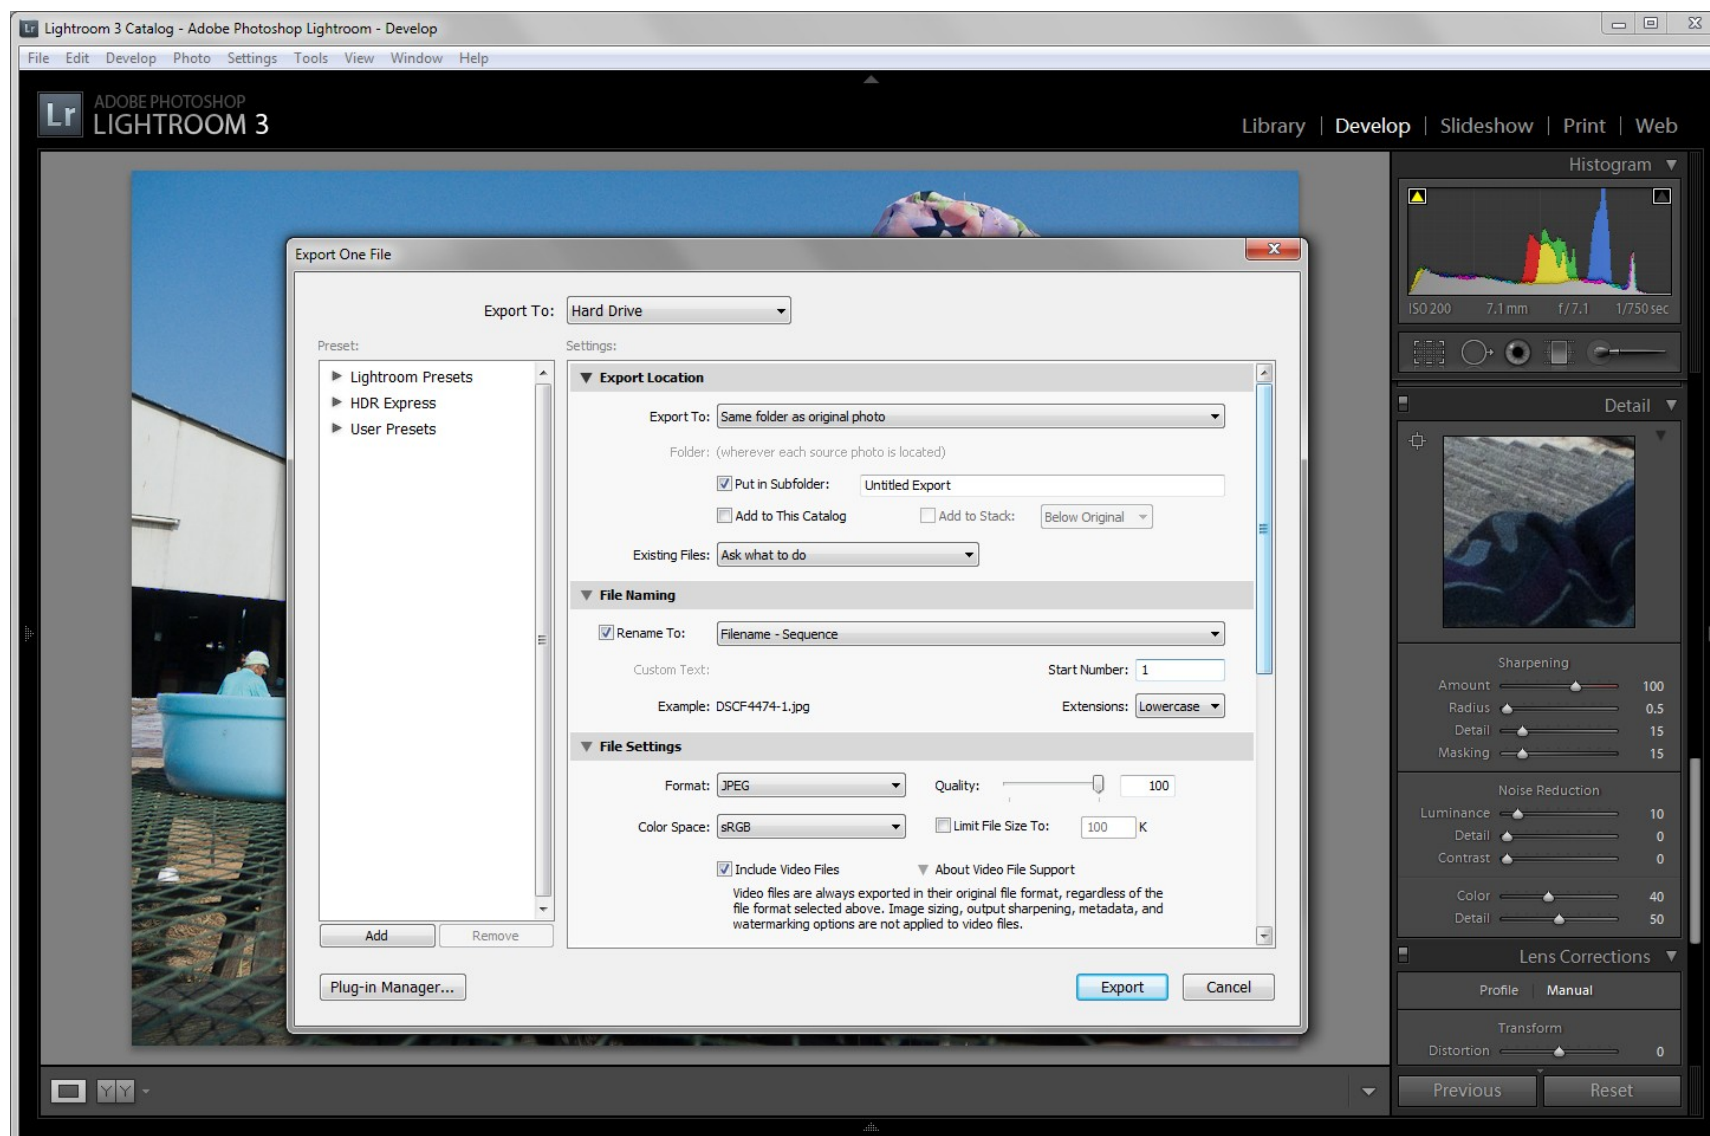 Lightroom 3 Catalog - Adobe Photoshop Lightroom - Develop
File Edit Develop Photo Settings Tools View Window Help
Lr ADOBE PHOTOSHOP
LIGHTROOM 3
Library | Develop | Slideshow | Print | Web
Histogram
ISO 200 7.1 mm f/7.1 1/750 sec
Export One File
Export To: Hard Drive
Preset:
Lightroom Presets
HDR Express
User Presets
Add Remove
Settings:
Export Location
Export To: Same folder as original photo
Folder: (wherever each source photo is located)
Put in Subfolder: Untitled Export
Add to This Catalog Add to Stack: Below Original
Existing Files: Ask what to do
File Naming
Rename To: Filename - Sequence
Custom Text: Start Number: 1
Example: DSCF4474-1.jpg Extensions: Lowercase
File Settings
Format: JPEG Quality: 100
Color Space: sRGB Limit File Size To: 100 K
Include Video Files About Video File Support
Video files are always exported in their original file format, regardless of the
file format selected above. Image sizing, output sharpening, metadata, and
watermarking options are not applied to video files.
Plug-in Manager... Export Cancel
Detail
Sharpening
Amount 100
Radius 0.5
Detail 15
Masking 15
Noise Reduction
Luminance 10
Detail 0
Contrast 0
Color 40
Detail 50
Lens Corrections
Profile | Manual
Transform
Distortion 0
Previous Reset
YY